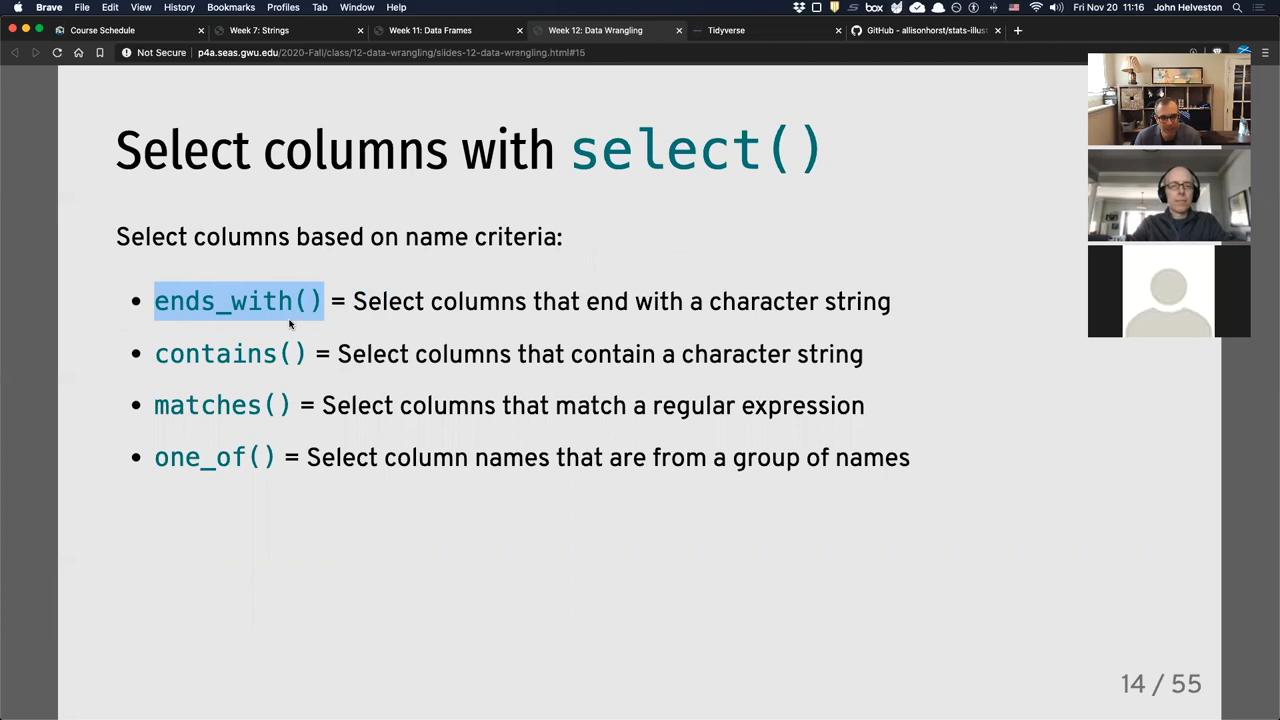 Brave File Edit View History Bookmarks Profiles Tab Window Help Fri Nov 20 11:16 John Helveston
Course Schedule × Week 7: Strings × Week 11: Data Frames × Week 12: Data Wrangling × Tidyverse × GitHub - allisonhorst/stats-illust × +
Not Secure p4a.seas.gwu.edu/2020-Fall/class/12-data-wrangling/slides-12-data-wrangling.html#15
Select columns with select()
Select columns based on name criteria:
• ends_with() = Select columns that end with a character string
• contains() = Select columns that contain a character string
• matches() = Select columns that match a regular expression
• one_of() = Select column names that are from a group of names
14 / 55